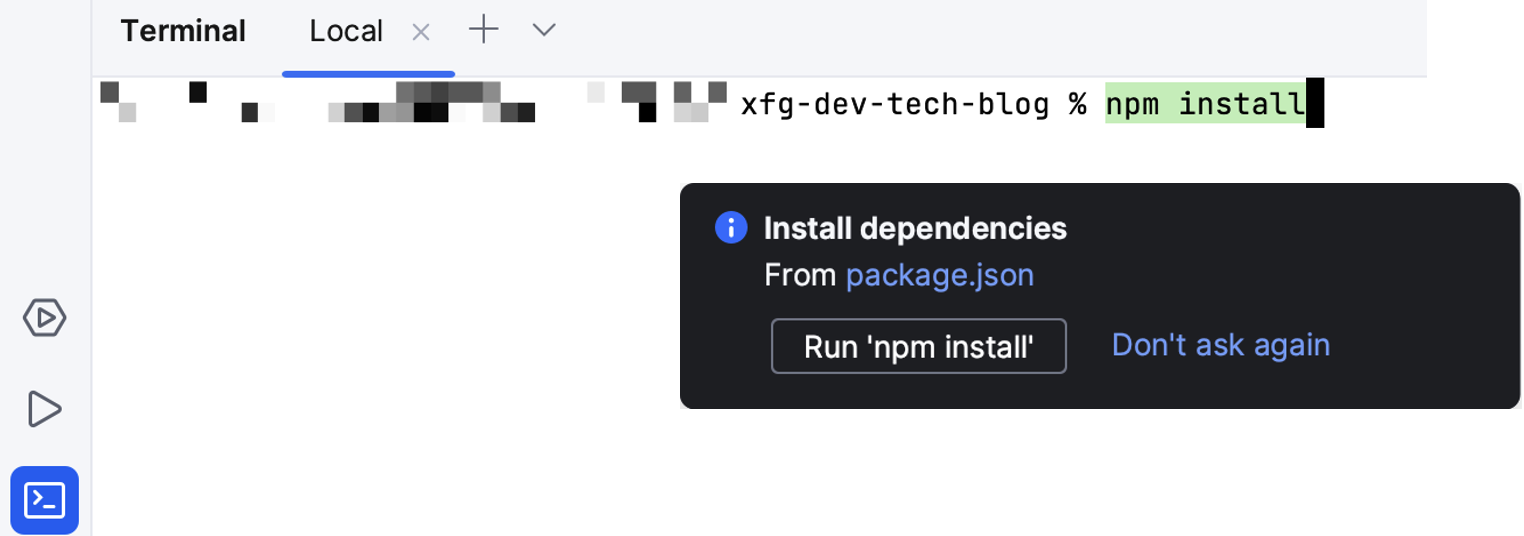 Terminal Local
xfg-dev-tech-blog % npm install
Install dependencies
From package.json
Run 'npm install' Don't ask again